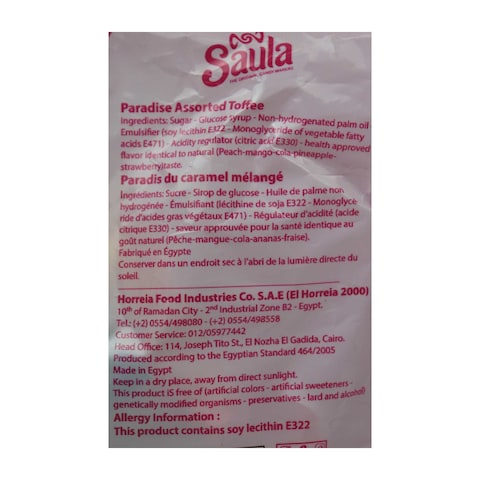 Saula
THE ORIGINAL CANDY MAKERS
Paradise Assorted Toffee
Ingredients: Sugar - Glucose syrup - Non-hydrogenated palm oil -
Emulsifier (soy lecithin E322 - Monoglyceride of vegetable fatty
acids E471) - Acidity regulator (citric acid E330) - health approved
flavor identical to natural (Peach-mango-cola-pineapple-
strawberry)taste.
Paradis du caramel mélangé
Ingrédients: Sucre - Sirop de glucose - Huile de palme non
hydrogénée - Émulsifiant (lécithine de soja E322 - Monoglycé-
ride d'acides gras végétaux E471) - Régulateur d'acidité (acide
citrique E330) - saveur approuvée pour la santé identique au
goût naturel (Pêche-mangue-cola-ananas-fraise).
Fabriqué en Égypte
Conserver dans un endroit sec à l'abri de la lumière directe du
soleil.
Horreia Food Industries Co. S.A.E (El Horreia 2000)
10th of Ramadan City - 2nd Industrial Zone B2 - Egypt.
Tel.: (+2) 0554/498080 - (+2) 0554/498558
Customer Service: 012/05977442
Head Office: 114, Joseph Tito St., El Nozha El Gadida, Cairo.
Produced according to the Egyptian Standard 464/2005
Made in Egypt
Keep in a dry place, away from direct sunlight.
This product iS free of (artificial colors - artificial sweeteners -
genetically modified organisms - preservatives - lard and alcohol)
Allergy Information :
This product contains soy lecithin E322